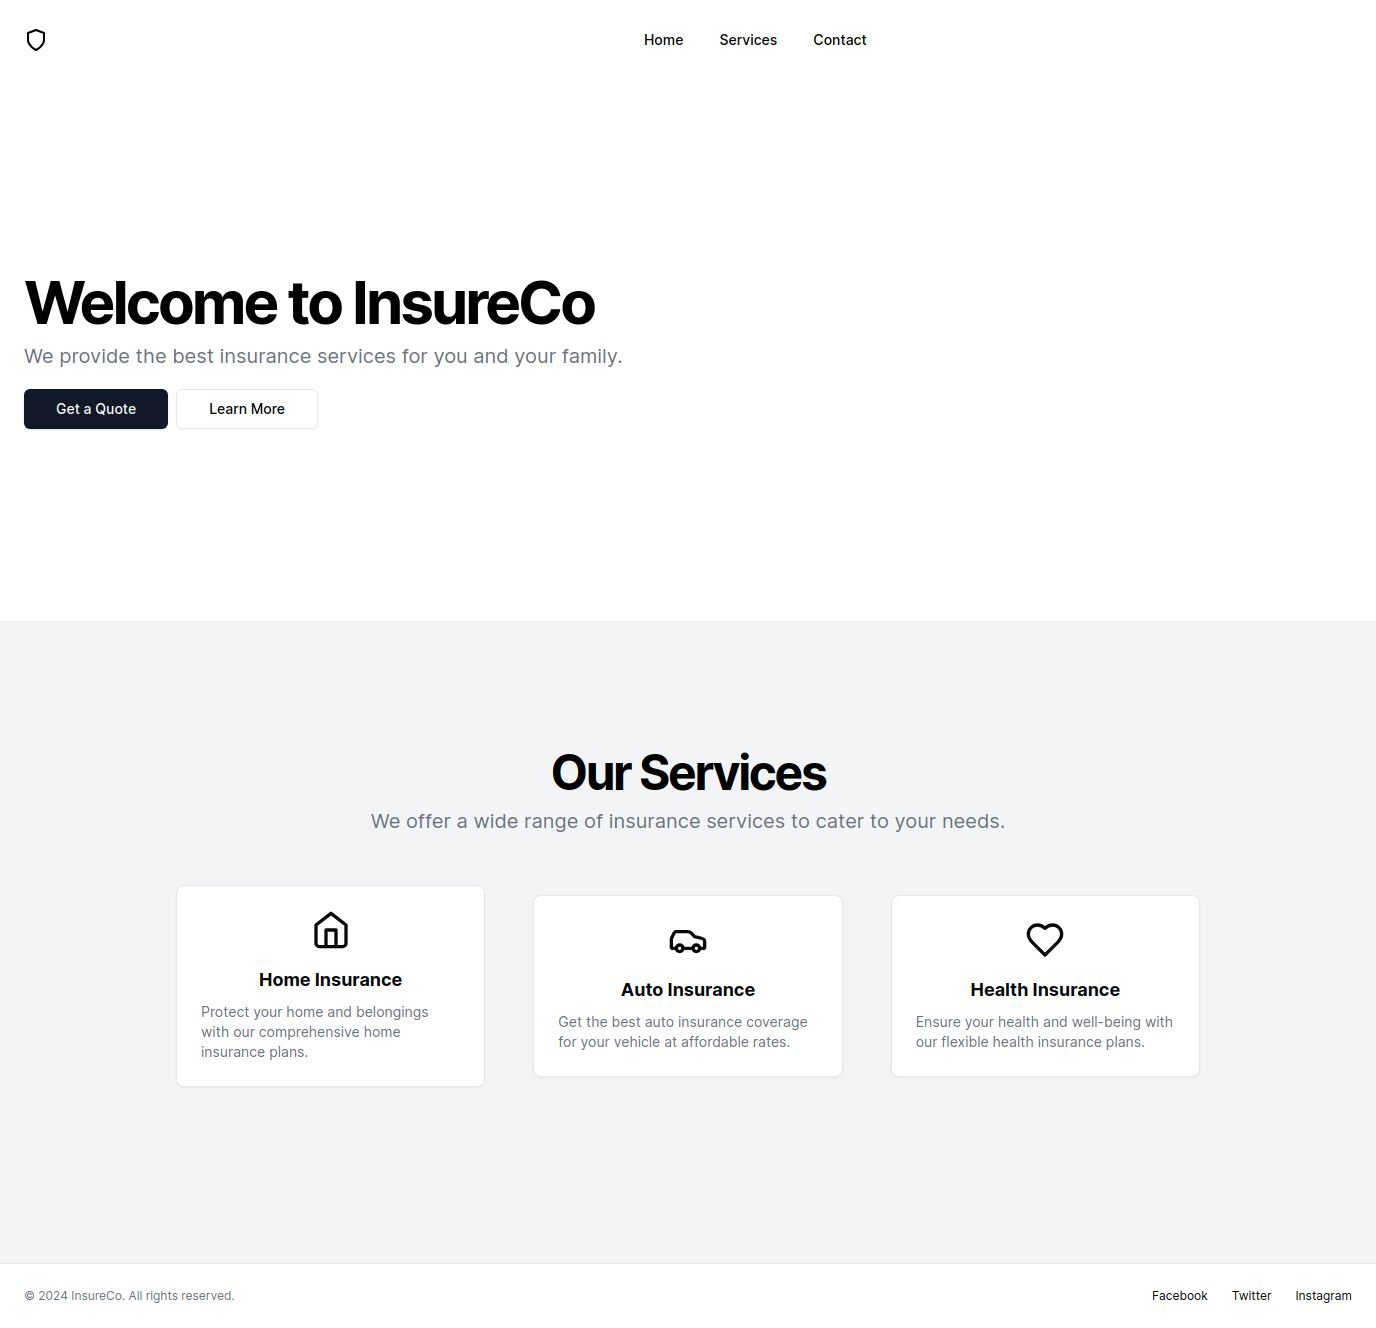 Home Services Contact
Welcome to InsureCo
We provide the best insurance services for you and your family.
Get a Quote Learn More
Our Services
We offer a wide range of insurance services to cater to your needs.
Home Insurance
Protect your home and belongings
with our comprehensive home
insurance plans.
Auto Insurance
Get the best auto insurance coverage
for your vehicle at affordable rates.
Health Insurance
Ensure your health and well-being with
our flexible health insurance plans.
© 2024 InsureCo. All rights reserved.
Facebook Twitter Instagram